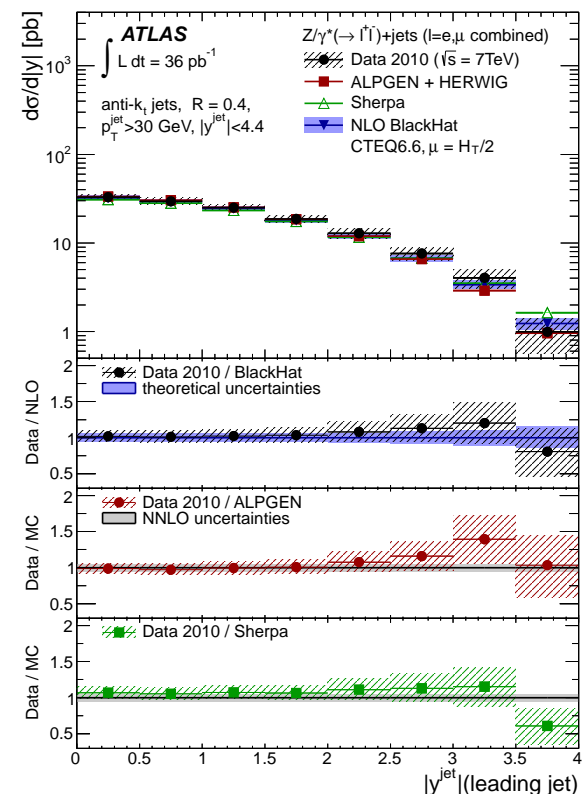 ATLAS
∫ L dt = 36 pb⁻¹
anti-kₜ jets, R = 0.4,
p_T^jet>30 GeV, |y^jet|<4.4
Z/γ*(→ l⁺l⁻)+jets (l=e,μ combined)
Data 2010 (√s = 7TeV)
ALPGEN + HERWIG
Sherpa
NLO BlackHat
CTEQ6.6, μ = H_T/2
dσ/d|y| [pb]
10³
10²
10
1
Data 2010 / BlackHat
theoretical uncertainties
Data / NLO
2
1.5
1
0.5
Data 2010 / ALPGEN
NNLO uncertainties
Data / MC
2
1.5
1
0.5
Data 2010 / Sherpa
Data / MC
2
1.5
1
0.5
0 0.5 1 1.5 2 2.5 3 3.5 4
|y^jet|(leading jet)